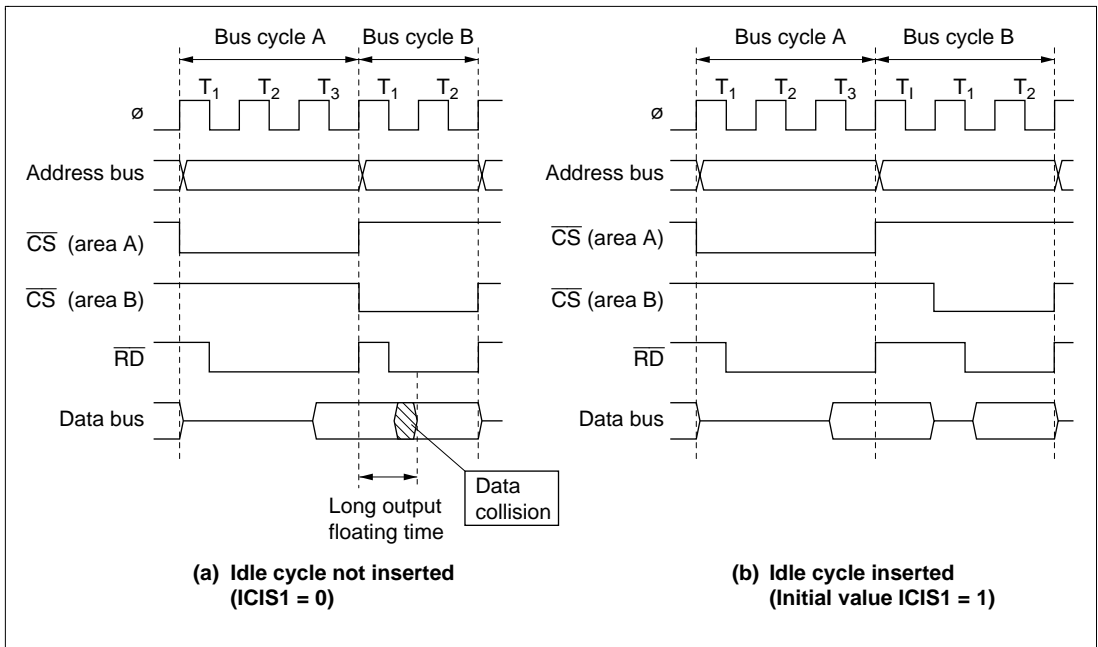 Bus cycle A
Bus cycle B
T1 T2 T3 T1 T2
ø
Address bus
CS (area A)
CS (area B)
RD
Data bus
Long output
floating time
Data
collision
(a) Idle cycle not inserted
(ICIS1 = 0)
Bus cycle A
Bus cycle B
T1 T2 T3 TI T1 T2
ø
Address bus
CS (area A)
CS (area B)
RD
Data bus
(b) Idle cycle inserted
(Initial value ICIS1 = 1)